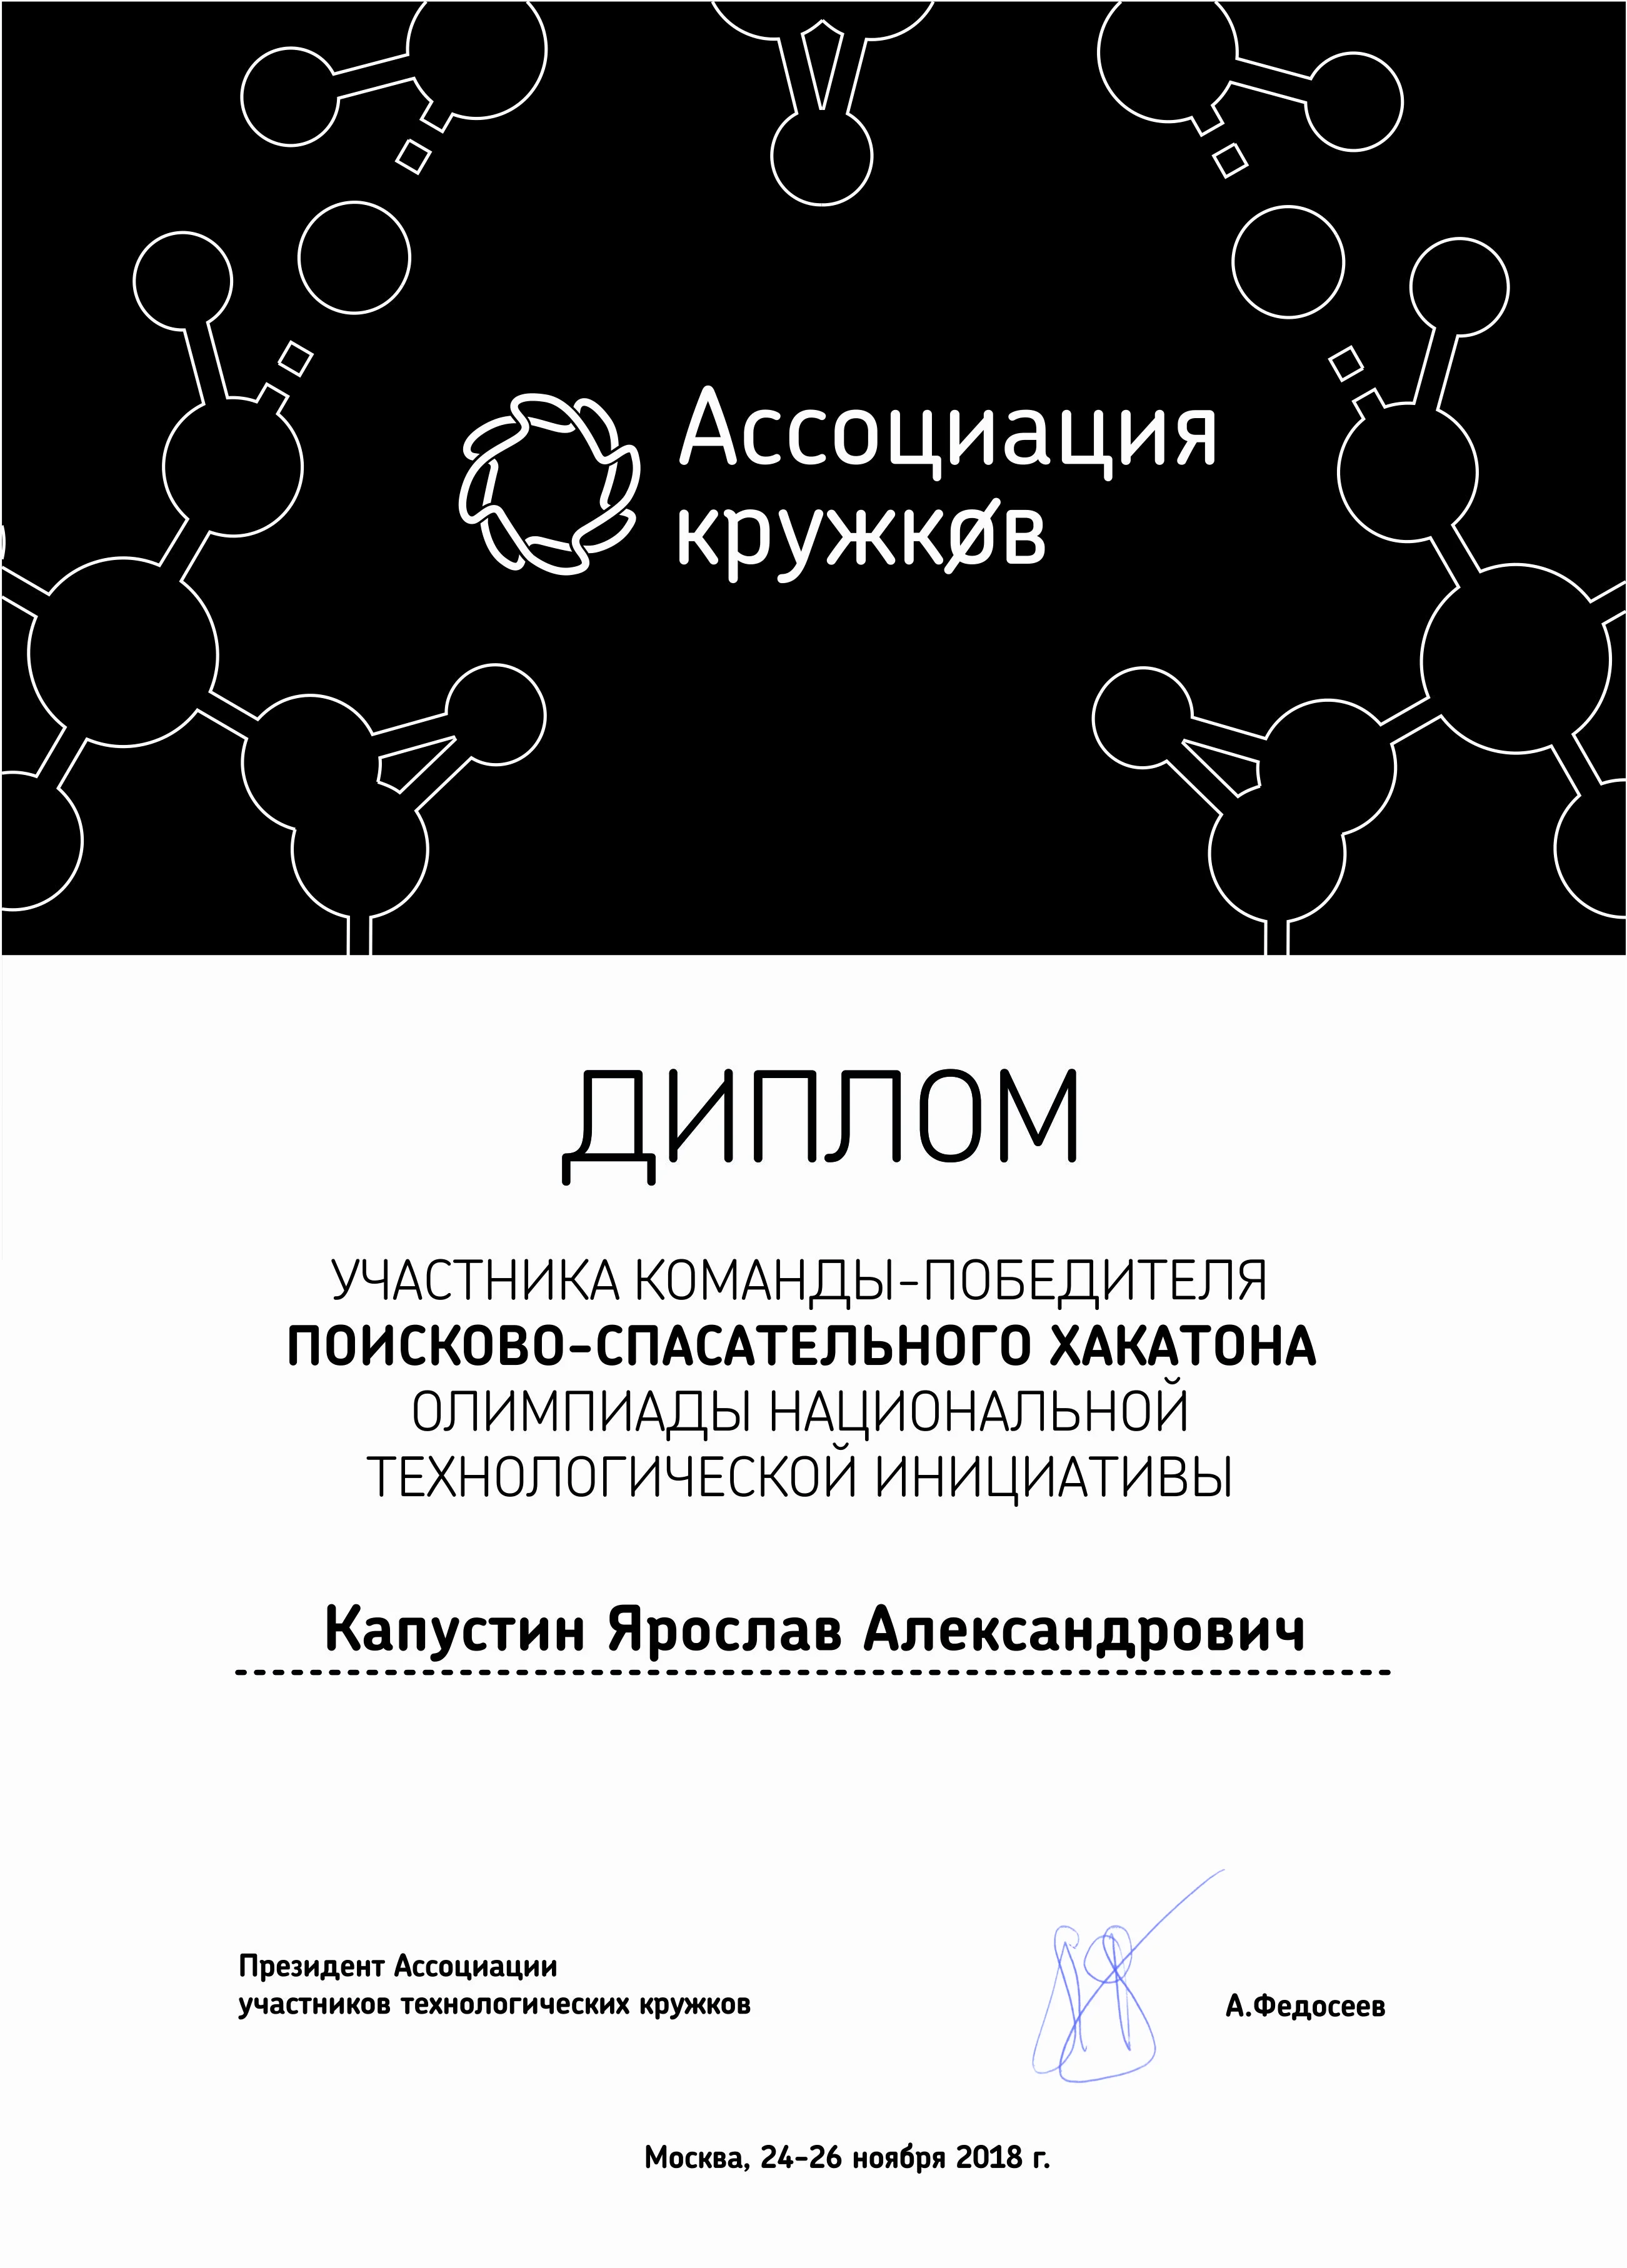 Ассоциация
кружков
ДИПЛОМ
УЧАСТНИКА КОМАНДЫ-ПОБЕДИТЕЛЯ
ПОИСКОВО-СПАСАТЕЛЬНОГО ХАКАТОНА
ОЛИМПИАДЫ НАЦИОНАЛЬНОЙ
ТЕХНОЛОГИЧЕСКОЙ ИНИЦИАТИВЫ
Капустин Ярослав Александрович
Президент Ассоциации
участников технологических кружков
А.Федосеев
Москва, 24-26 ноября 2018 г.